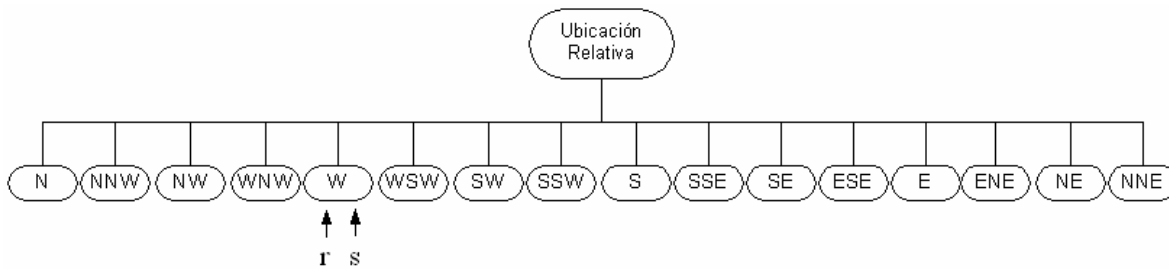 Ubicación
Relativa
N NNW NW WNW W WSW SW SSW S SSE SE ESE E ENE NE NNE
r s